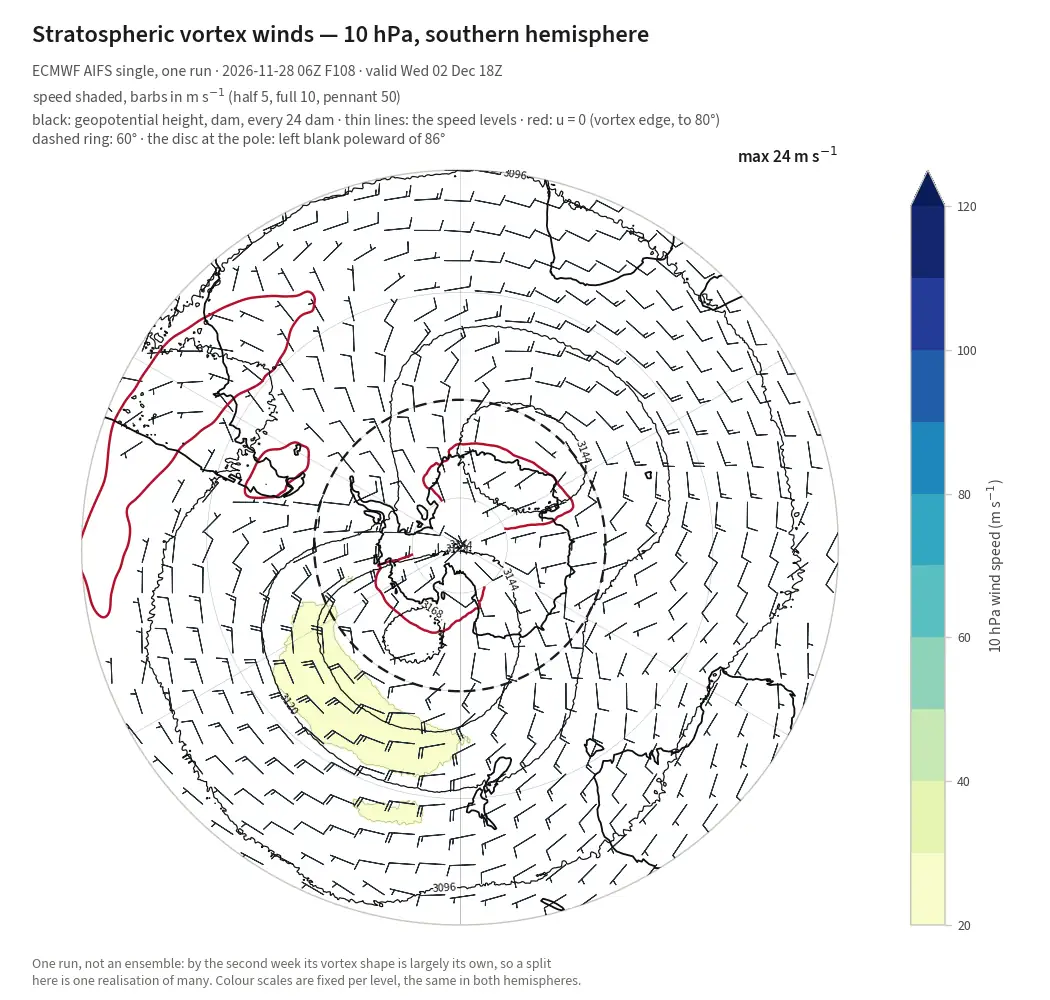 Stratospheric vortex winds — 10 hPa, southern hemisphere
ECMWF AIFS single, one run · 2026-11-28 06Z F108 · valid Wed 02 Dec 18Z
speed shaded, barbs in m s⁻¹ (half 5, full 10, pennant 50)
black: geopotential height, dam, every 24 dam · thin lines: the speed levels · red: u = 0 (vortex edge, to 80°)
dashed ring: 60° · the disc at the pole: left blank poleward of 86°
max 24 m s⁻¹
3096
120
100
80
60
40
20
10 hPa wind speed (m s⁻¹)
3144
3144
3168
3120
3096
One run, not an ensemble: by the second week its vortex shape is largely its own, so a split
here is one realisation of many. Colour scales are fixed per level, the same in both hemispheres.